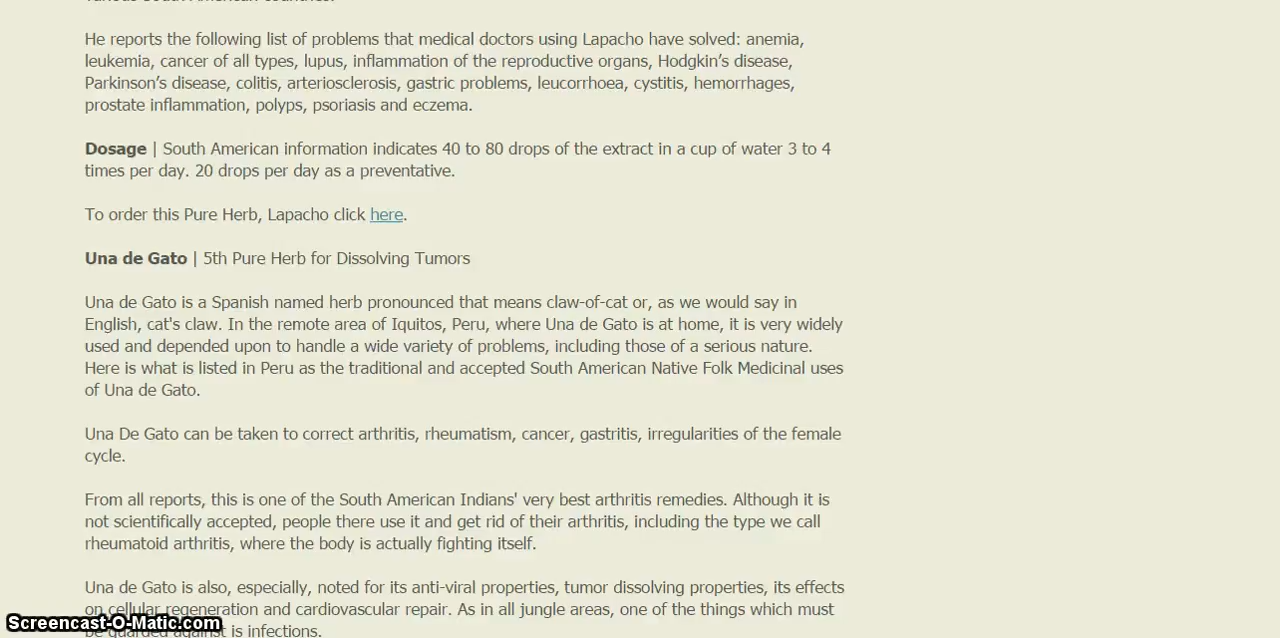 various South American countries.
He reports the following list of problems that medical doctors using Lapacho have solved: anemia,
leukemia, cancer of all types, lupus, inflammation of the reproductive organs, Hodgkin’s disease,
Parkinson’s disease, colitis, arteriosclerosis, gastric problems, leucorrhoea, cystitis, hemorrhages,
prostate inflammation, polyps, psoriasis and eczema.
Dosage | South American information indicates 40 to 80 drops of the extract in a cup of water 3 to 4
times per day. 20 drops per day as a preventative.
To order this Pure Herb, Lapacho click here.
Una de Gato | 5th Pure Herb for Dissolving Tumors
Una de Gato is a Spanish named herb pronounced that means claw-of-cat or, as we would say in
English, cat's claw. In the remote area of Iquitos, Peru, where Una de Gato is at home, it is very widely
used and depended upon to handle a wide variety of problems, including those of a serious nature.
Here is what is listed in Peru as the traditional and accepted South American Native Folk Medicinal uses
of Una de Gato.
Una De Gato can be taken to correct arthritis, rheumatism, cancer, gastritis, irregularities of the female
cycle.
From all reports, this is one of the South American Indians' very best arthritis remedies. Although it is
not scientifically accepted, people there use it and get rid of their arthritis, including the type we call
rheumatoid arthritis, where the body is actually fighting itself.
Una de Gato is also, especially, noted for its anti-viral properties, tumor dissolving properties, its effects
on cellular regeneration and cardiovascular repair. As in all jungle areas, one of the things which must
be guarded against is infections.
Screencast-O-Matic.com